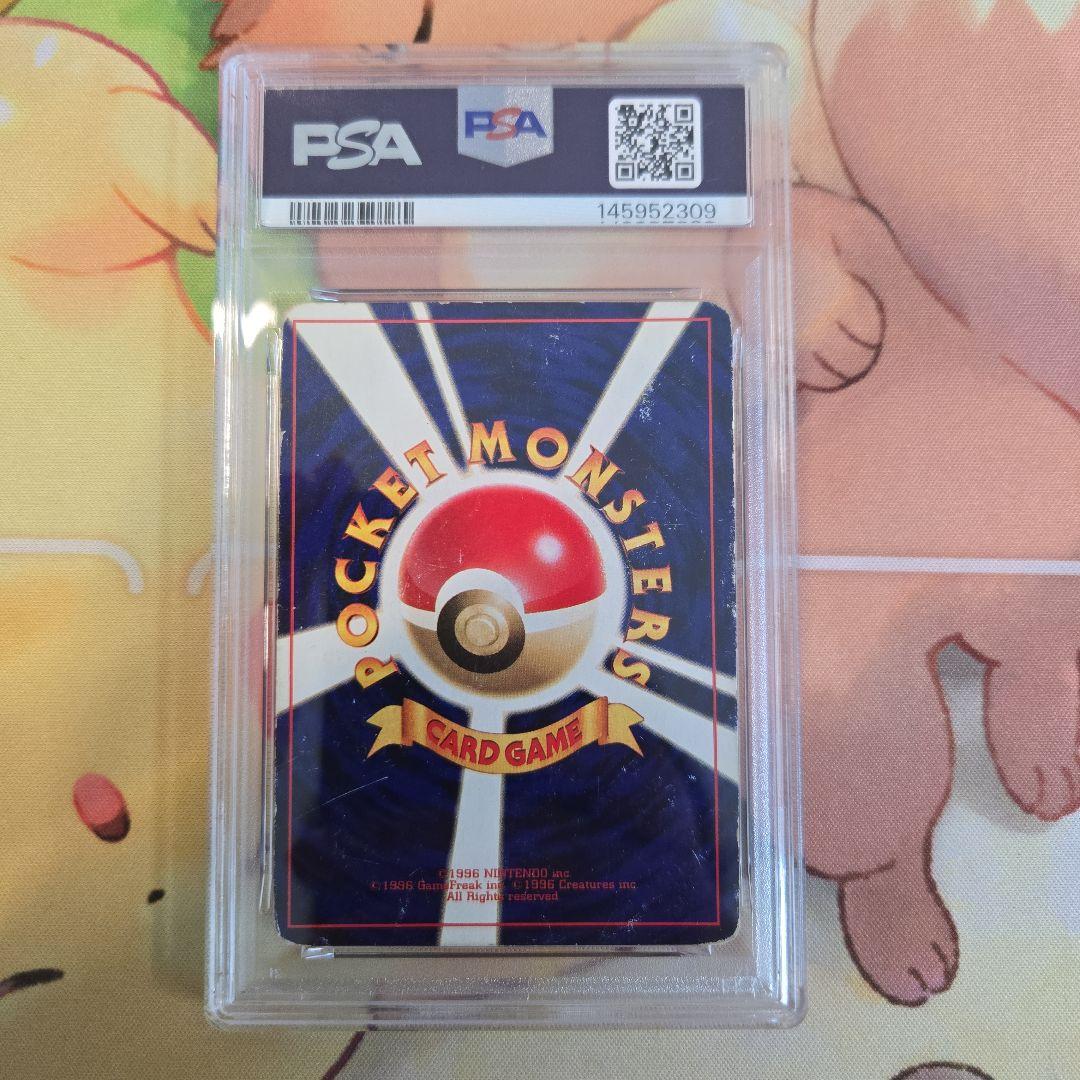 PSA PSA
145952309
POCKET MONSTERS
CARD GAME
©1996 NINTENDO inc.
©1996 GameFreak inc. ©1996 Creatures inc.
All Rights reserved